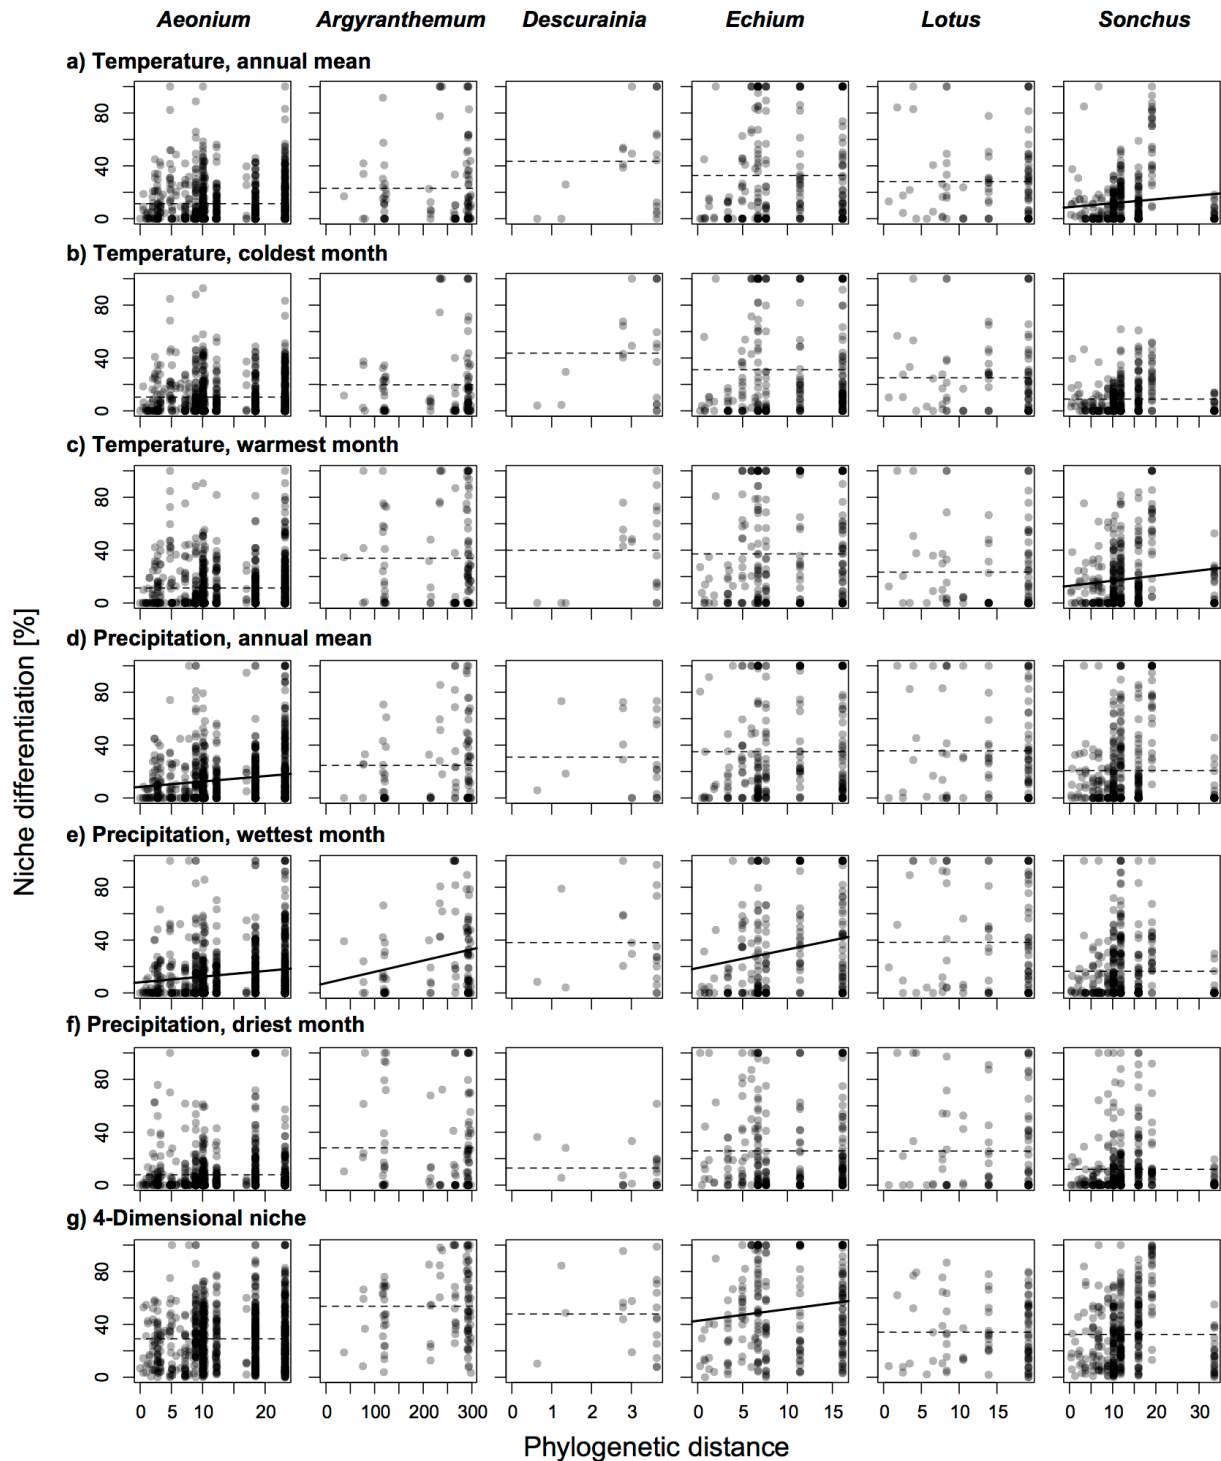 Aeonium Argyranthemum Descurainia Echium Lotus Sonchus
a) Temperature, annual mean
0 40 80
b) Temperature, coldest month
0 40 80
c) Temperature, warmest month
0 40 80
d) Precipitation, annual mean
0 40 80
e) Precipitation, wettest month
0 40 80
f) Precipitation, driest month
0 40 80
g) 4-Dimensional niche
0 40 80
Niche differentiation [%]
0 5 10 20 0 100 200 300 0 1 2 3 0 5 10 15 0 5 10 15 0 10 20 30
Phylogenetic distance